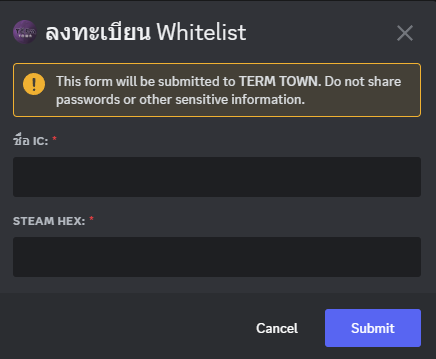 ลงทะเบียน Whitelist
This form will be submitted to TERM TOWN. Do not share
passwords or other sensitive information.
ชื่อ IC: *
STEAM HEX: *
Cancel
Submit